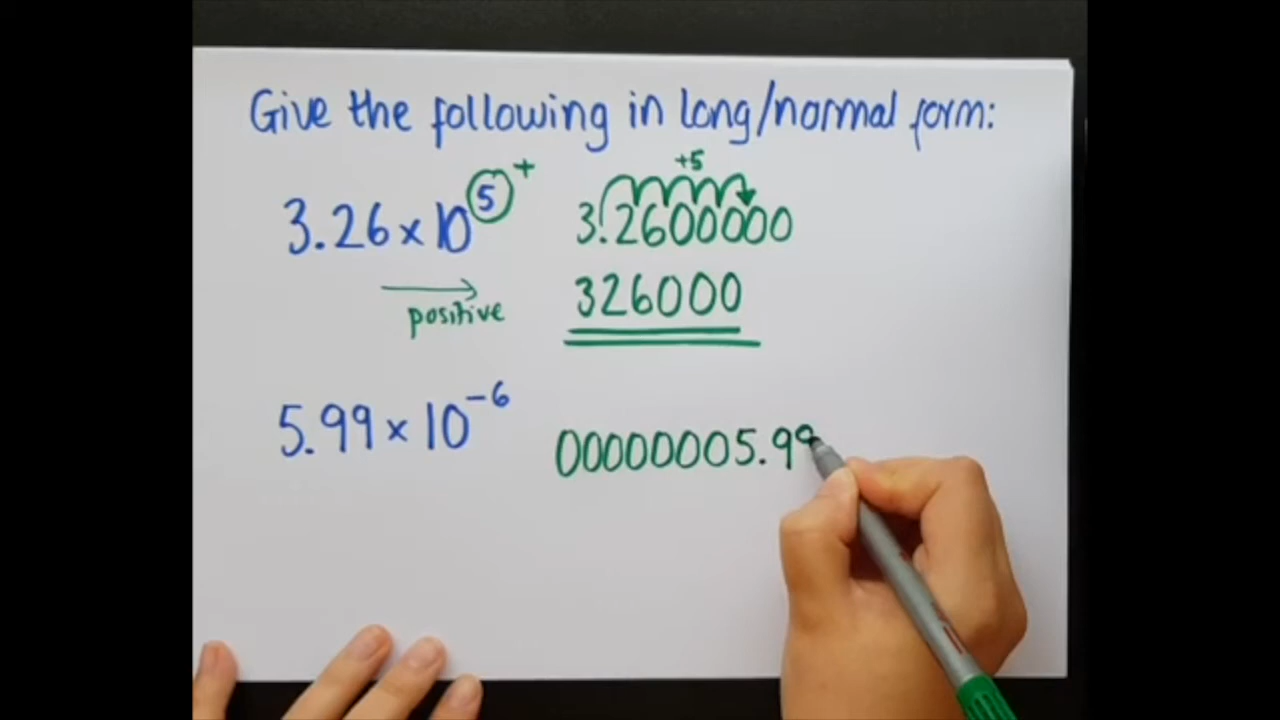 Give the following in long/normal form:
3.26 × 10⁵ +
+5
3.2600000
positive
326000
5.99 × 10⁻⁶
00000005.99